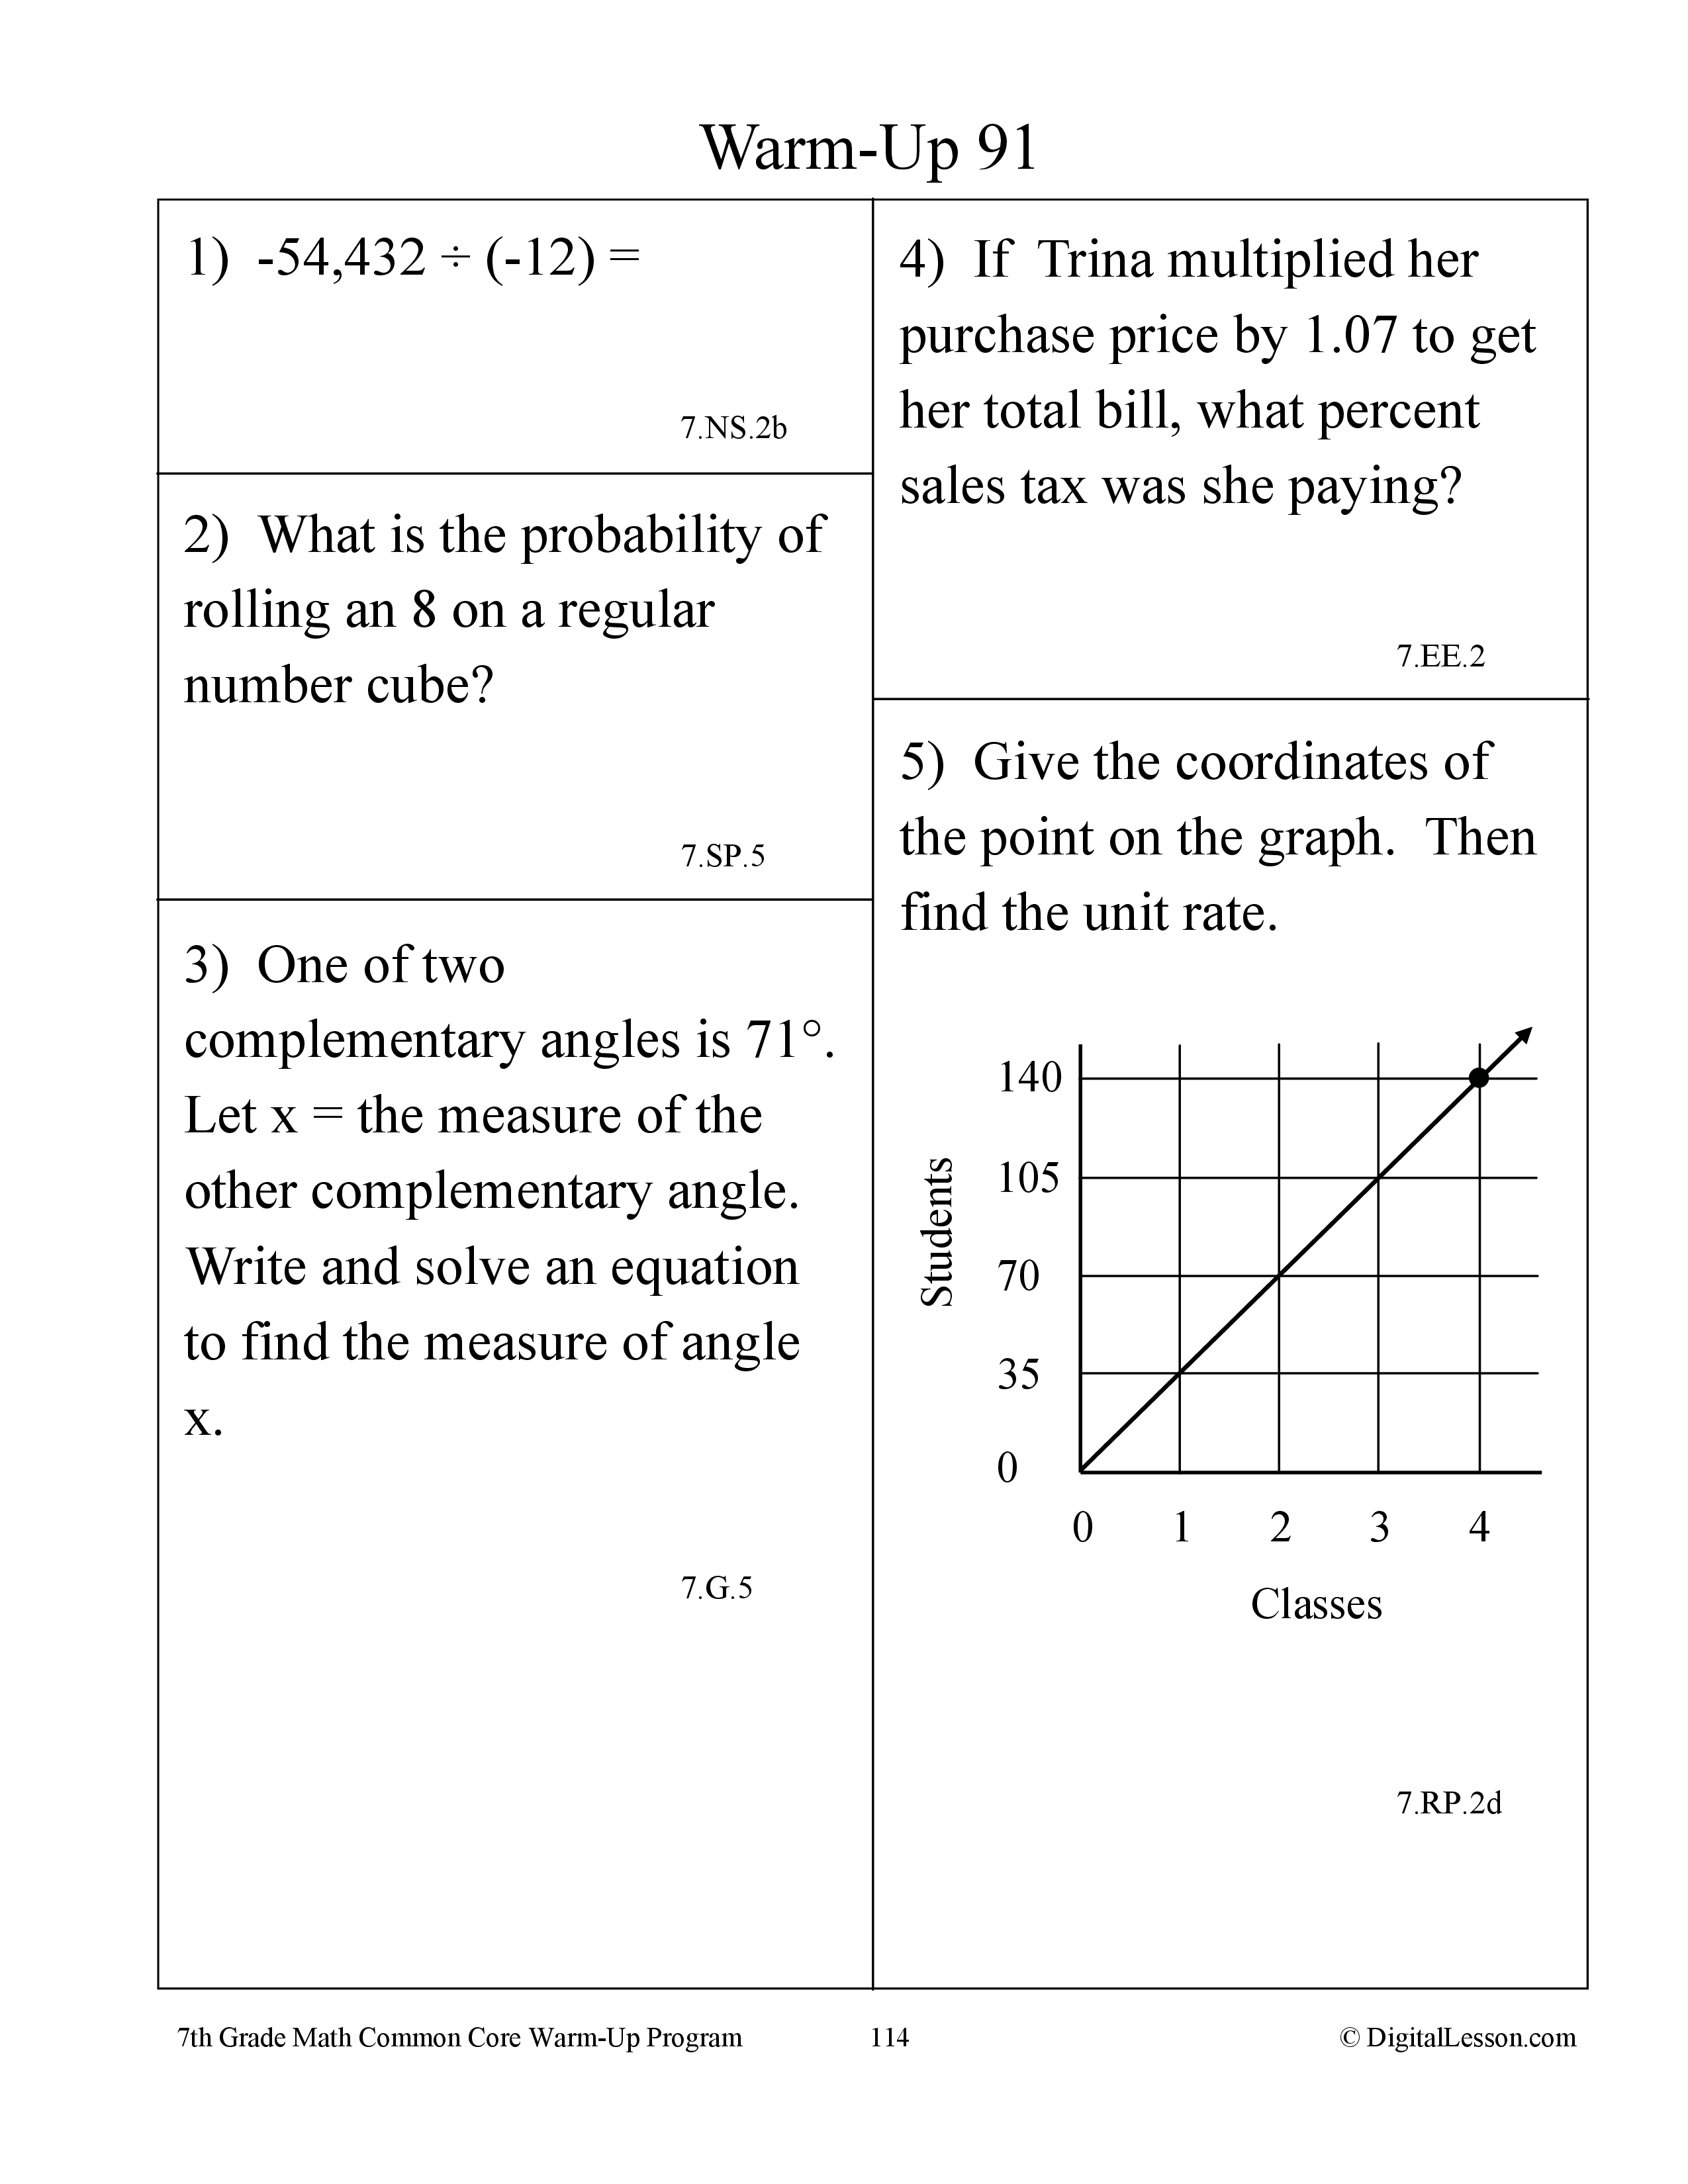 Warm-Up 91
1)  -54,432 ÷ (-12) =
7.NS.2b
2)  What is the probability of
rolling an 8 on a regular
number cube?
7.SP.5
3)  One of two
complementary angles is 71°.
Let x = the measure of the
other complementary angle.
Write and solve an equation
to find the measure of angle
x.
7.G.5
4)  If  Trina multiplied her
purchase price by 1.07 to get
her total bill, what percent
sales tax was she paying?
7.EE.2
5)  Give the coordinates of
the point on the graph.  Then
find the unit rate.
Students
140
105
70
35
0
0 1 2 3 4
Classes
7.RP.2d
7th Grade Math Common Core Warm-Up Program 114 © DigitalLesson.com